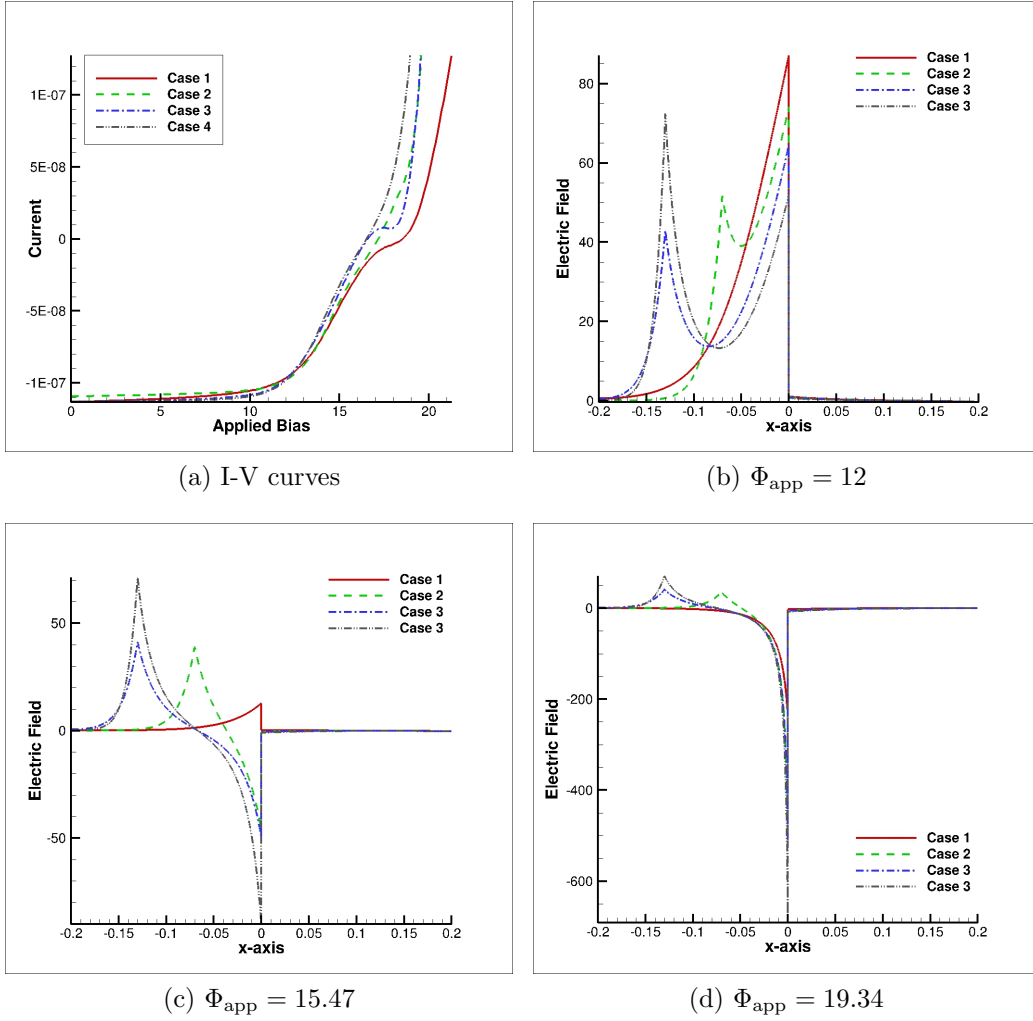 Case 1
Case 2
Case 3
Case 4
1E-07
5E-08
0
-5E-08
-1E-07
Current
0 5 10 15 20
Applied Bias
(a) I-V curves
Case 1
Case 2
Case 3
Case 3
80
60
40
20
0
Electric Field
-0.2 -0.15 -0.1 -0.05 0 0.05 0.1 0.15 0.2
x-axis
(b) Φapp = 12
Case 1
Case 2
Case 3
Case 3
50
0
-50
Electric Field
-0.2 -0.15 -0.1 -0.05 0 0.05 0.1 0.15 0.2
x-axis
(c) Φapp = 15.47
0
-200
-400
-600
Electric Field
Case 1
Case 2
Case 3
Case 3
-0.2 -0.15 -0.1 -0.05 0 0.05 0.1 0.15 0.2
x-axis
(d) Φapp = 19.34